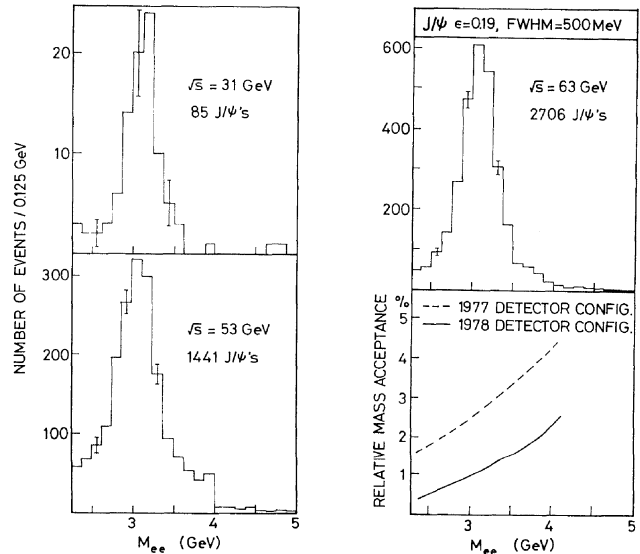 NUMBER OF EVENTS / 0.125 GeV
20
10
√s = 31 GeV
85 J/ψ's
300
200
100
√s = 53 GeV
1441 J/ψ's
3
4
5
Mee (GeV)
J/ψ ε=0.19, FWHM=500MeV
600
400
200
√s = 63 GeV
2706 J/ψ's
RELATIVE MASS ACCEPTANCE
%
5
4
3
2
1
--- 1977 DETECTOR CONFIG.
— 1978 DETECTOR CONFIG.
3
4
5
Mee (GeV)